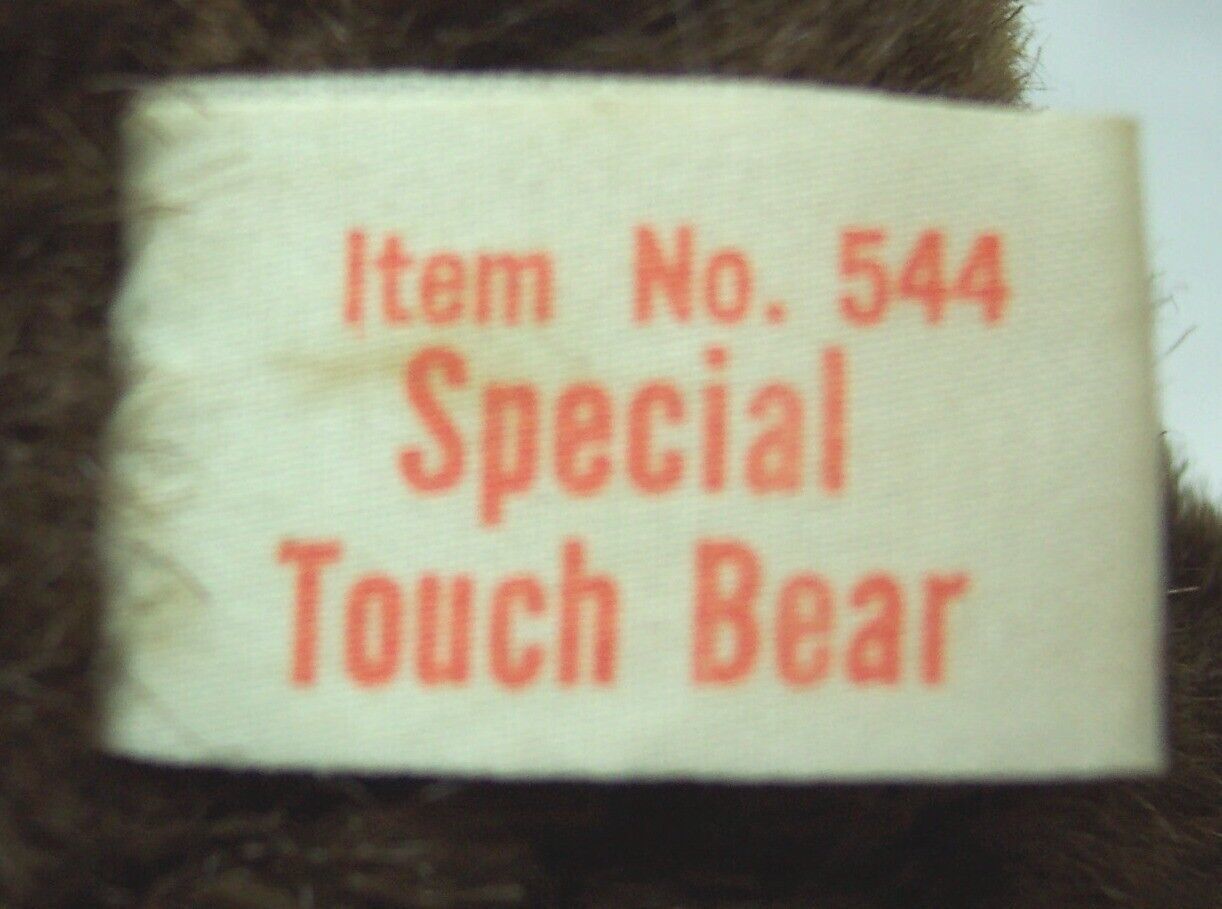 Item No. 544
Special
Touch Bear